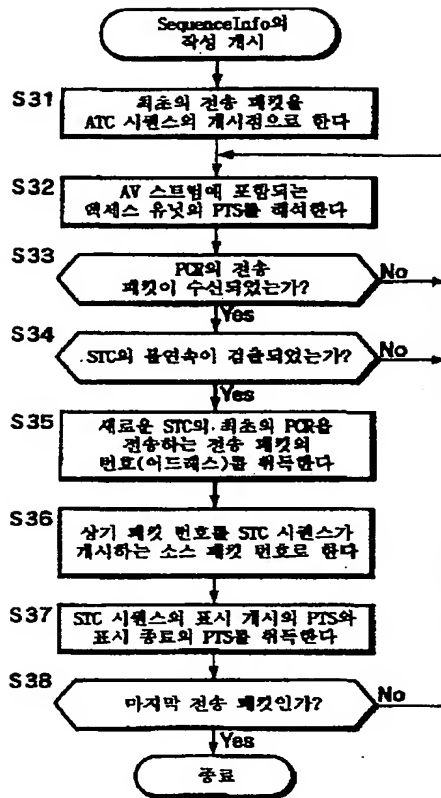 SequenceInfo의
작성 개시
S31
최초의 전송 패킷을
ATC 시퀀스의 개시점으로 한다
S32
AV 스트림에 포함되는
액세스 유닛의 PTS를 해석한다
S33
PCR의 전송
패킷이 수신되었는가?
No
Yes
S34
STC의 불연속이 검출되었는가?
No
Yes
S35
새로운 STC의 최초의 PCR을
전송하는 전송 패킷의
번호(어드레스)를 취득한다
S36
상기 패킷 번호를 STC 시퀀스가
개시하는 소스 패킷 번호로 한다
S37
STC 시퀀스의 표시 개시의 PTS와
표시 종료의 PTS를 취득한다
S38
마지막 전송 패킷인가?
No
Yes
종료